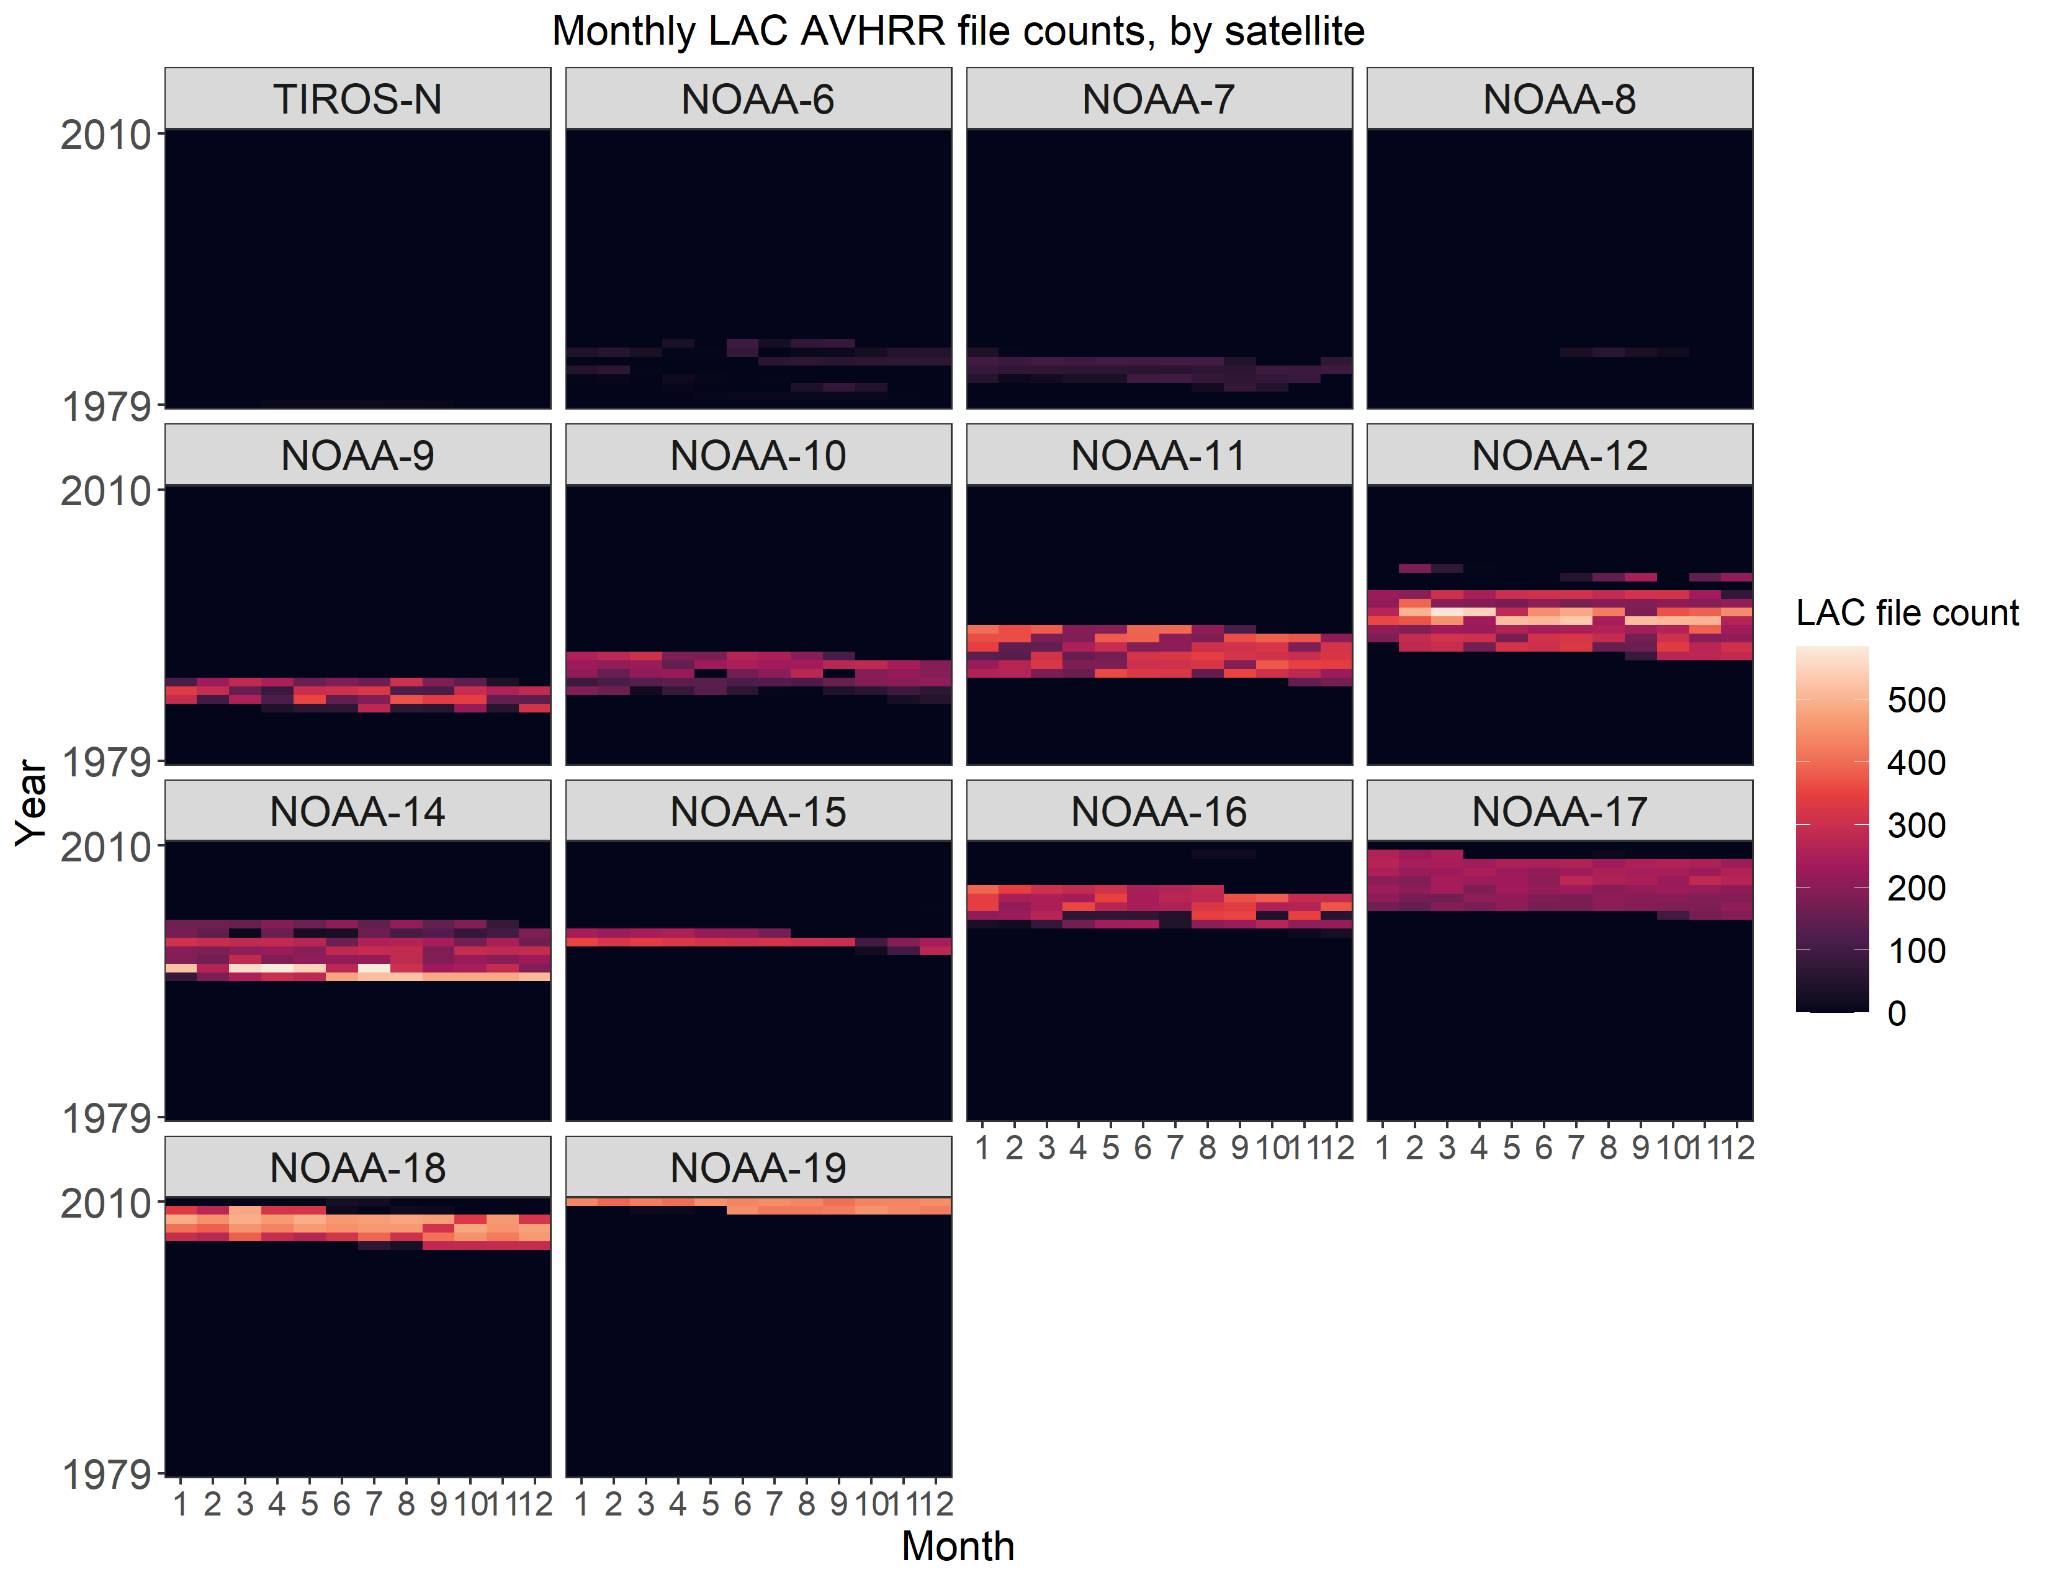 Monthly LAC AVHRR file counts, by satellite
TIROS-N NOAA-6 NOAA-7 NOAA-8
2010
1979
NOAA-9 NOAA-10 NOAA-11 NOAA-12
2010
1979
NOAA-14 NOAA-15 NOAA-16 NOAA-17
2010
1979
1 2 3 4 5 6 7 8 9 10 11 12 1 2 3 4 5 6 7 8 9 10 11 12
NOAA-18 NOAA-19
2010
1979
1 2 3 4 5 6 7 8 9 10 11 12 1 2 3 4 5 6 7 8 9 10 11 12
Month
Year
LAC file count
500
400
300
200
100
0